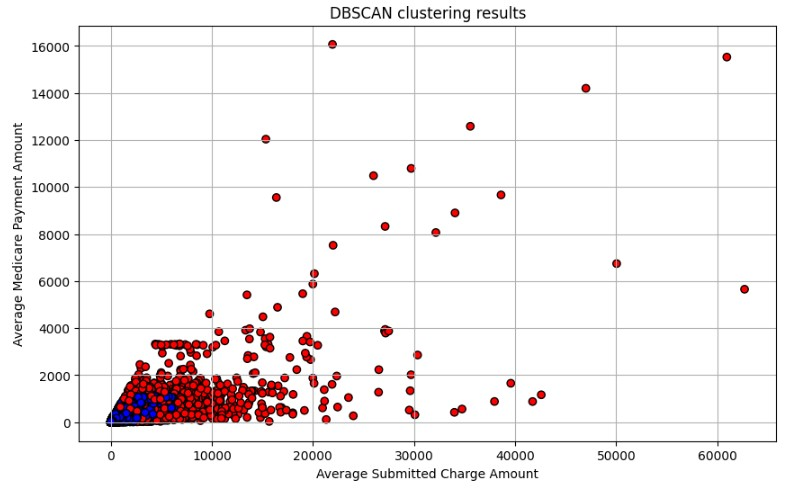 DBSCAN clustering results
16000
14000
12000
10000
8000
6000
4000
2000
0
Average Medicare Payment Amount
0 10000 20000 30000 40000 50000 60000
Average Submitted Charge Amount